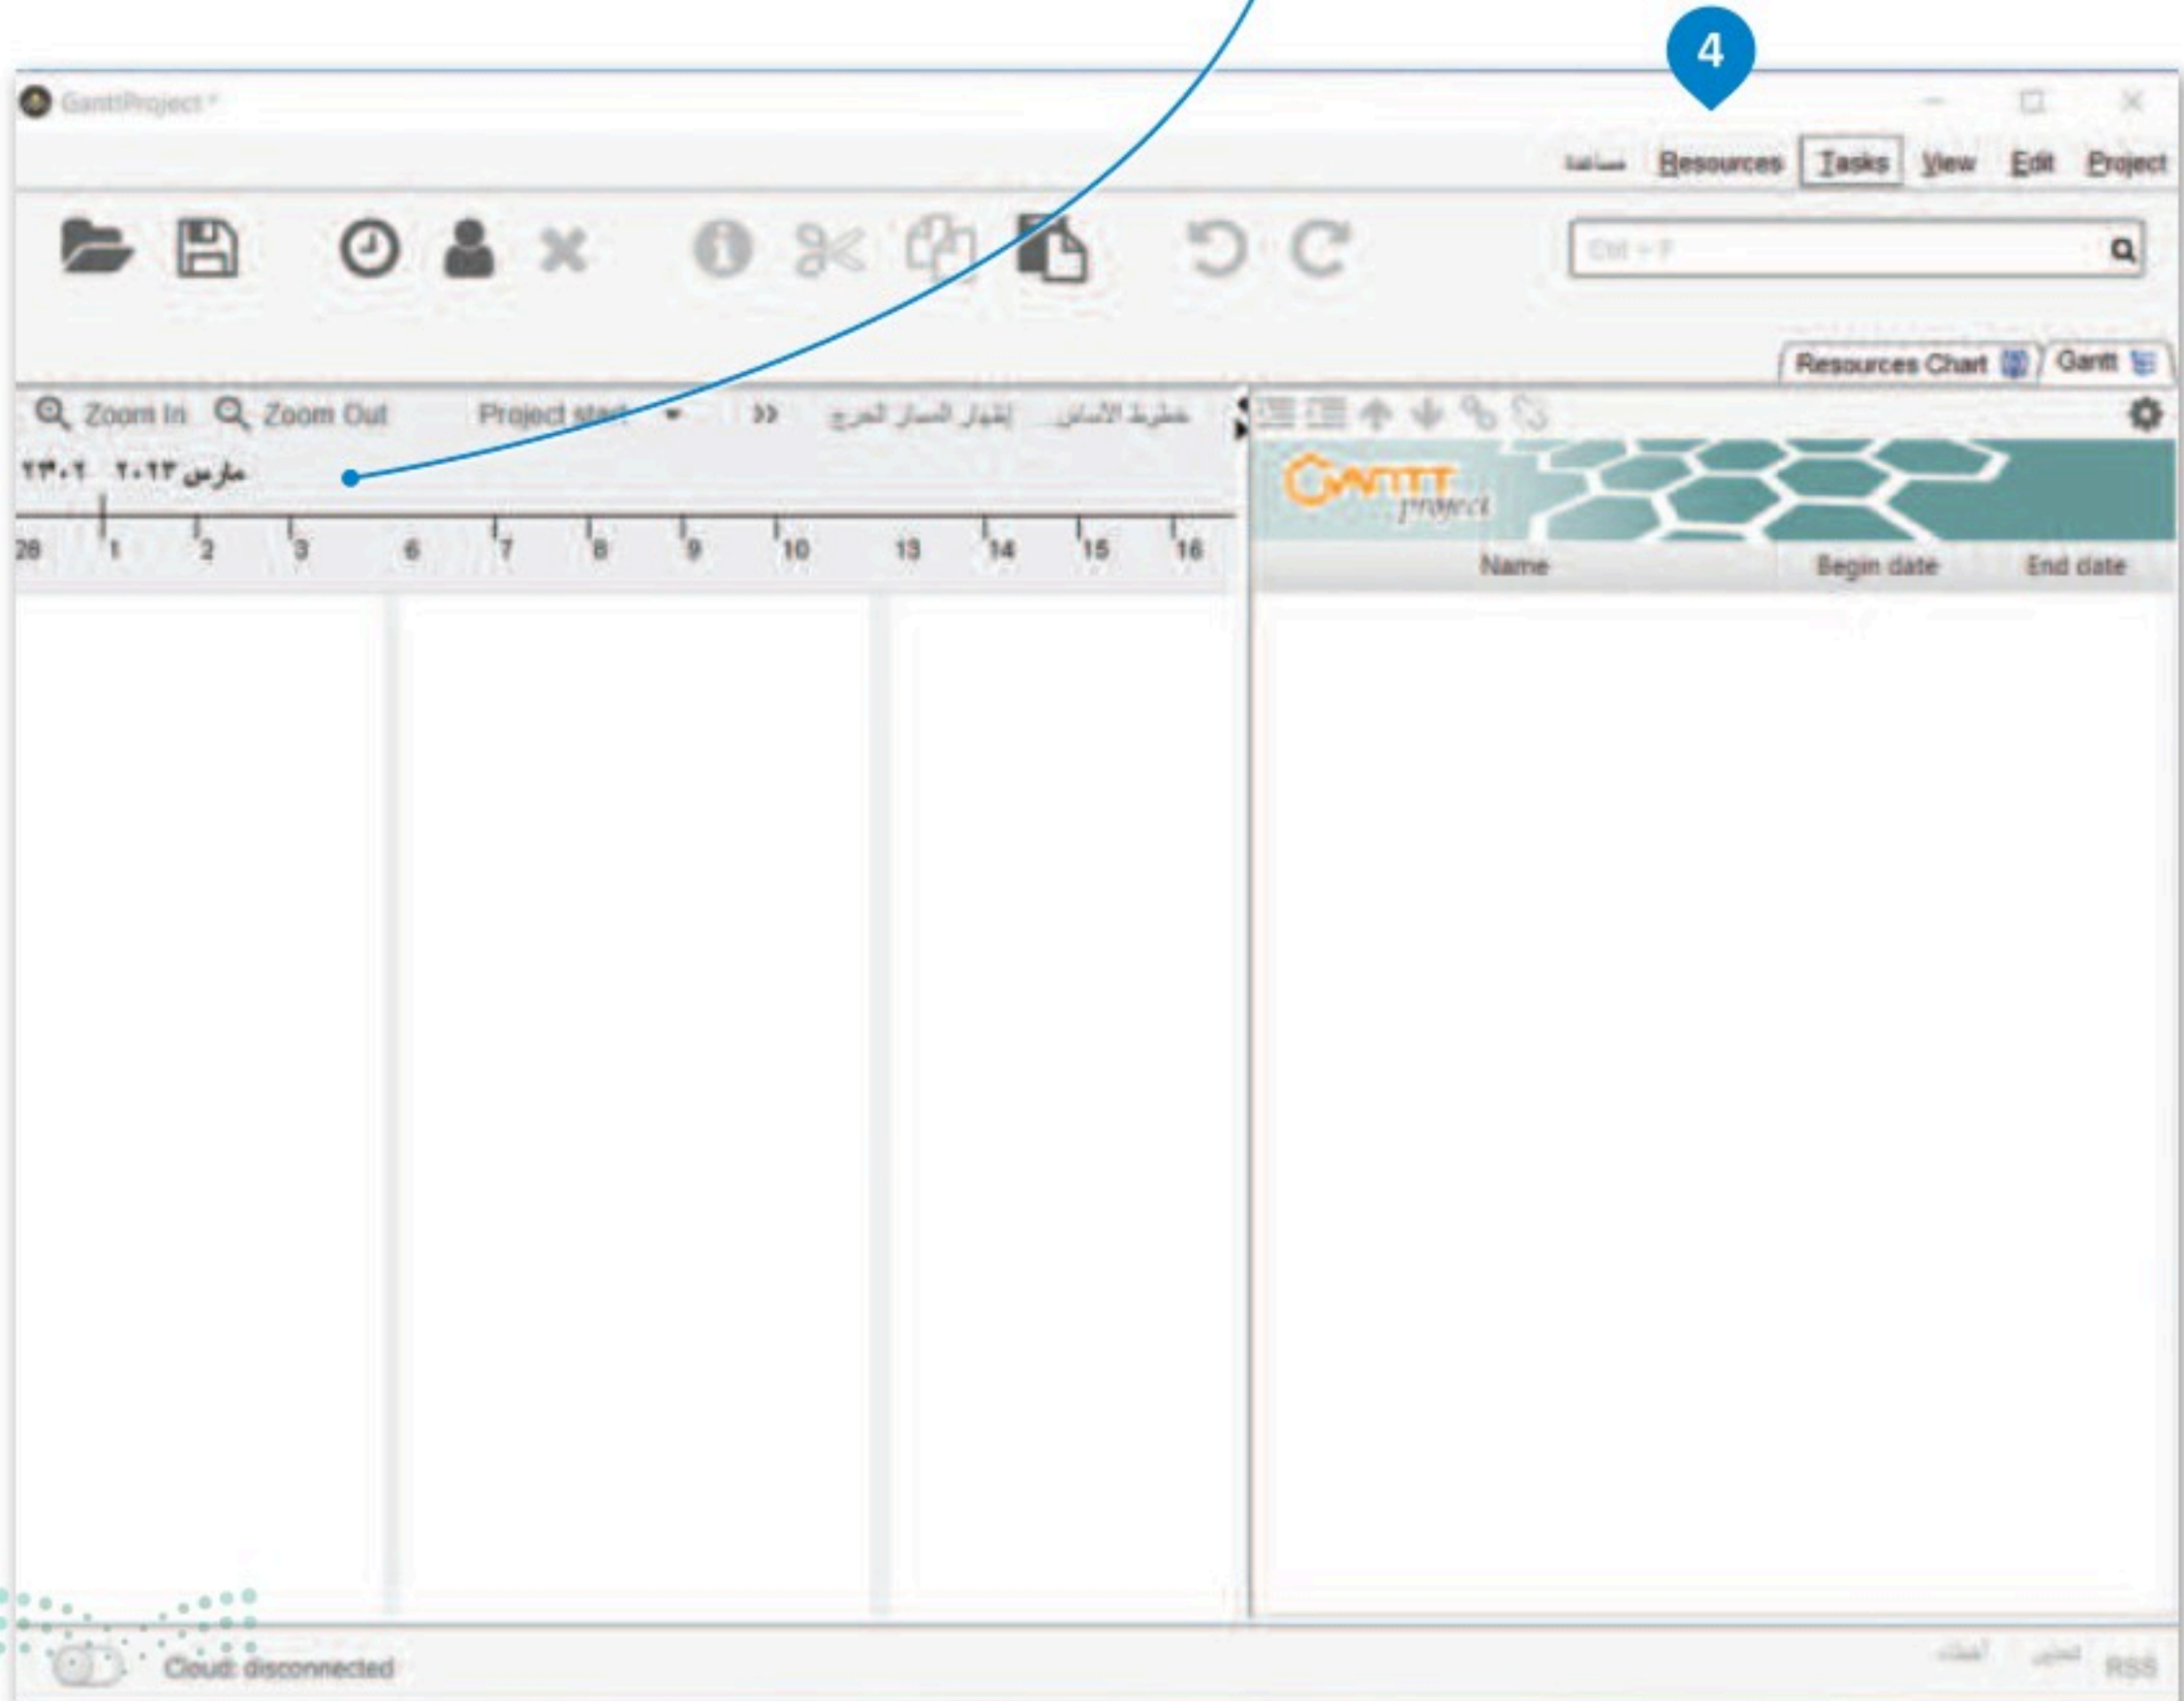 4
GanttProject *
مساعدة Resources Tasks View Edit Project
Ctrl + F
Resources Chart Gantt
Zoom In Zoom Out Project start >> إظهار المسار الحرج خطوط الأساس...
مارس ٢٠٢٣
GANTT project
28 1 2 3 6 7 8 9 10 13 14 15 16
Name Begin date End date
Cloud: disconnected
RSS